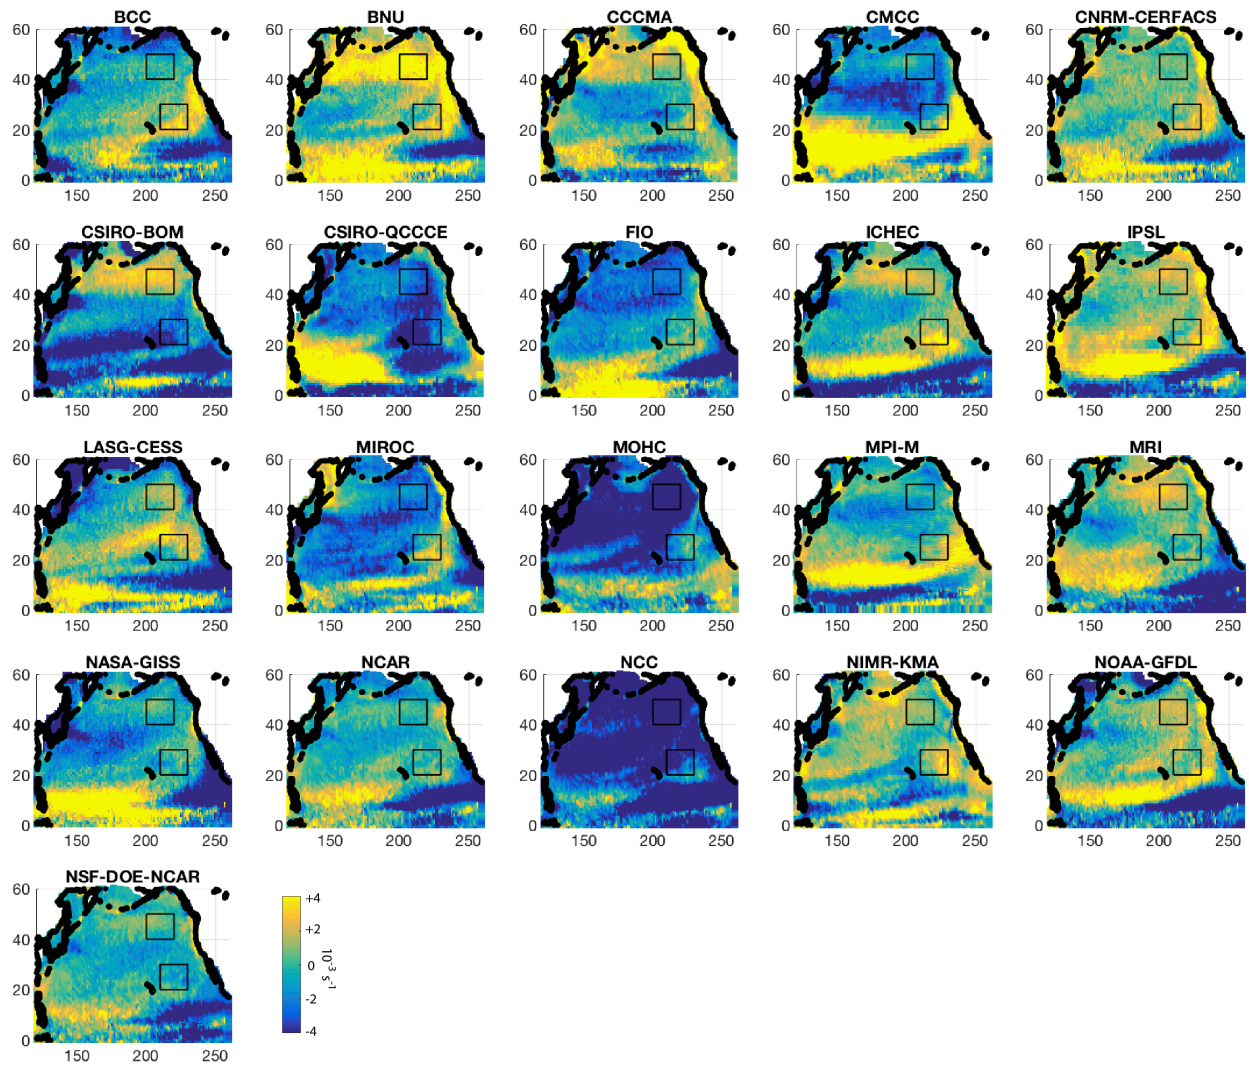 BCC BNU CCCMA CMCC CNRM-CERFACS
60 60 60 60 60
40 40 40 40 40
20 20 20 20 20
0 0 0 0 0
150 200 250 150 200 250 150 200 250 150 200 250 150 200 250
CSIRO-BOM CSIRO-QCCCE FIO ICHEC IPSL
60 60 60 60 60
40 40 40 40 40
20 20 20 20 20
0 0 0 0 0
150 200 250 150 200 250 150 200 250 150 200 250 150 200 250
LASG-CESS MIROC MOHC MPI-M MRI
60 60 60 60 60
40 40 40 40 40
20 20 20 20 20
0 0 0 0 0
150 200 250 150 200 250 150 200 250 150 200 250 150 200 250
NASA-GISS NCAR NCC NIMR-KMA NOAA-GFDL
60 60 60 60 60
40 40 40 40 40
20 20 20 20 20
0 0 0 0 0
150 200 250 150 200 250 150 200 250 150 200 250 150 200 250
NSF-DOE-NCAR
60
40
20
0
150 200 250
+4
+2
0
-2
-4
10⁻³ s⁻¹